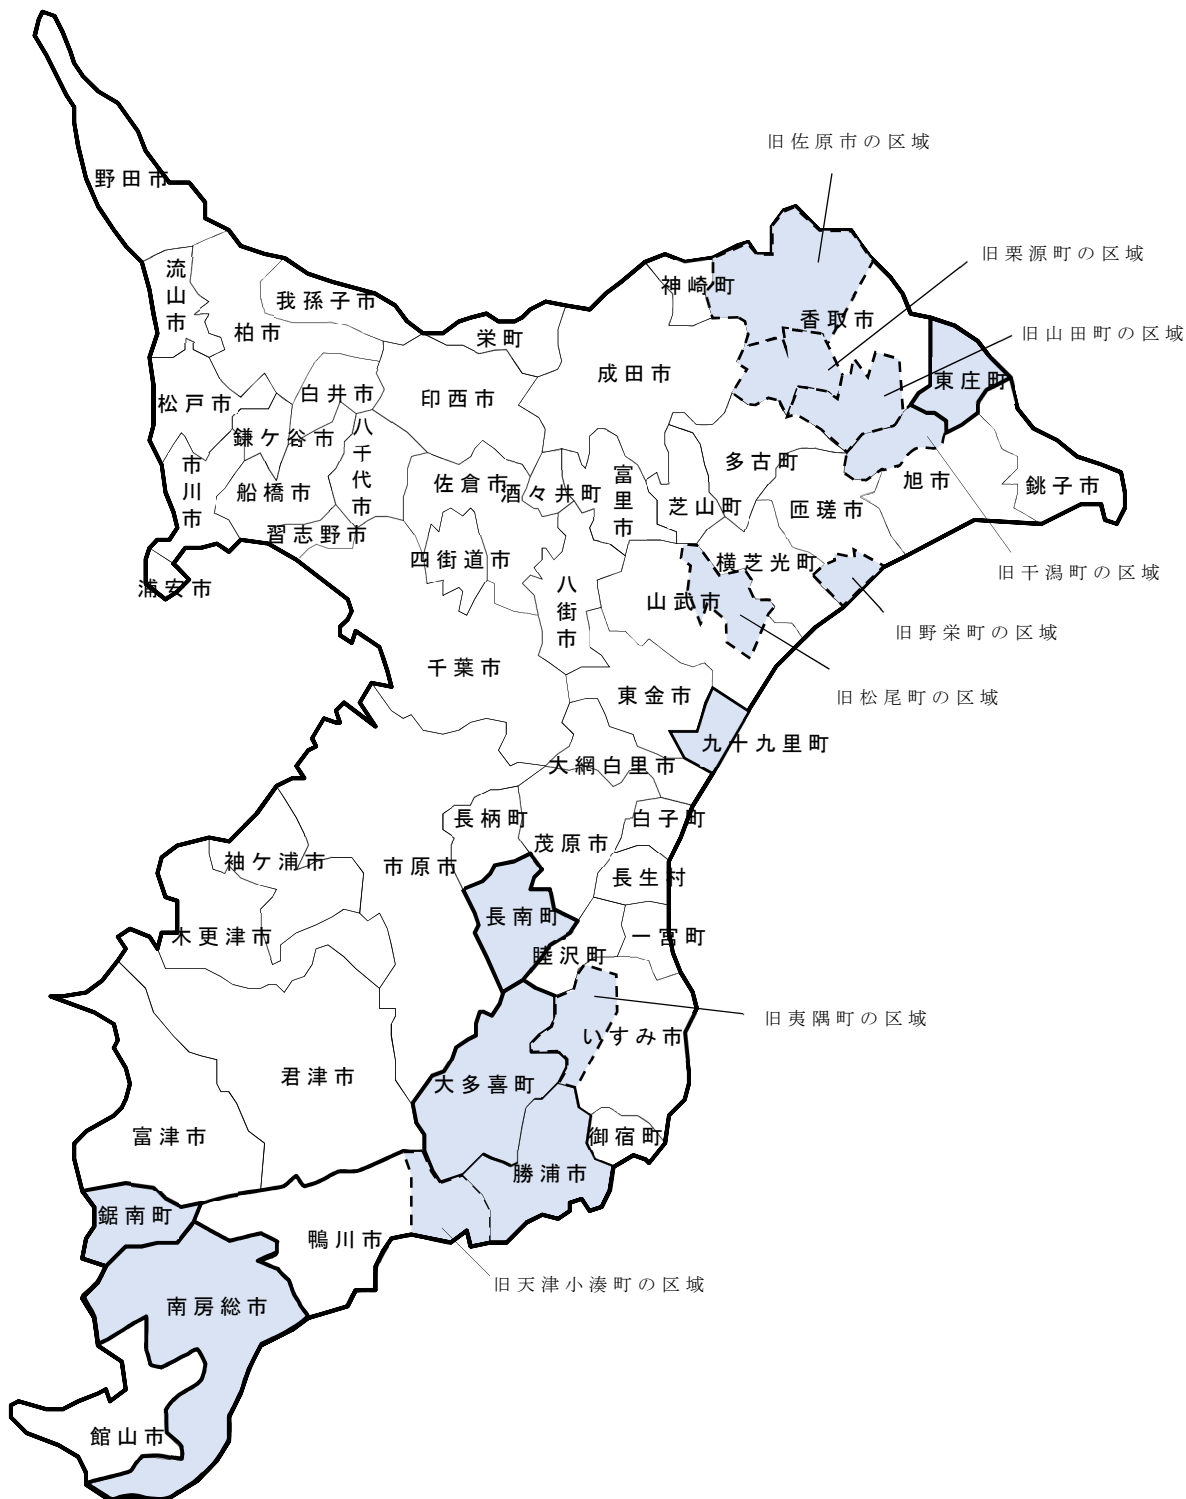 旧佐原市の区域
野田市
旧栗源町の区域
流山市
神崎町
我孫子市
香取市
柏市
旧山田町の区域
栄町
成田市
東庄町
白井市
印西市
松戸市
八千代市
鎌ケ谷市
多古町
市川市
佐倉市
酒々井町
富里市
旭市
銚子市
船橋市
芝山町
匝瑳市
習志野市
四街道市
横芝光町
旧干潟町の区域
浦安市
八街市
山武市
旧野栄町の区域
千葉市
東金市
旧松尾町の区域
九十九里町
大網白里市
長柄町
白子町
茂原市
袖ケ浦市
市原市
長生村
長南町
木更津市
一宮町
睦沢町
旧夷隅町の区域
いすみ市
君津市
大多喜町
富津市
御宿町
勝浦市
鋸南町
鴨川市
旧天津小湊町の区域
南房総市
館山市